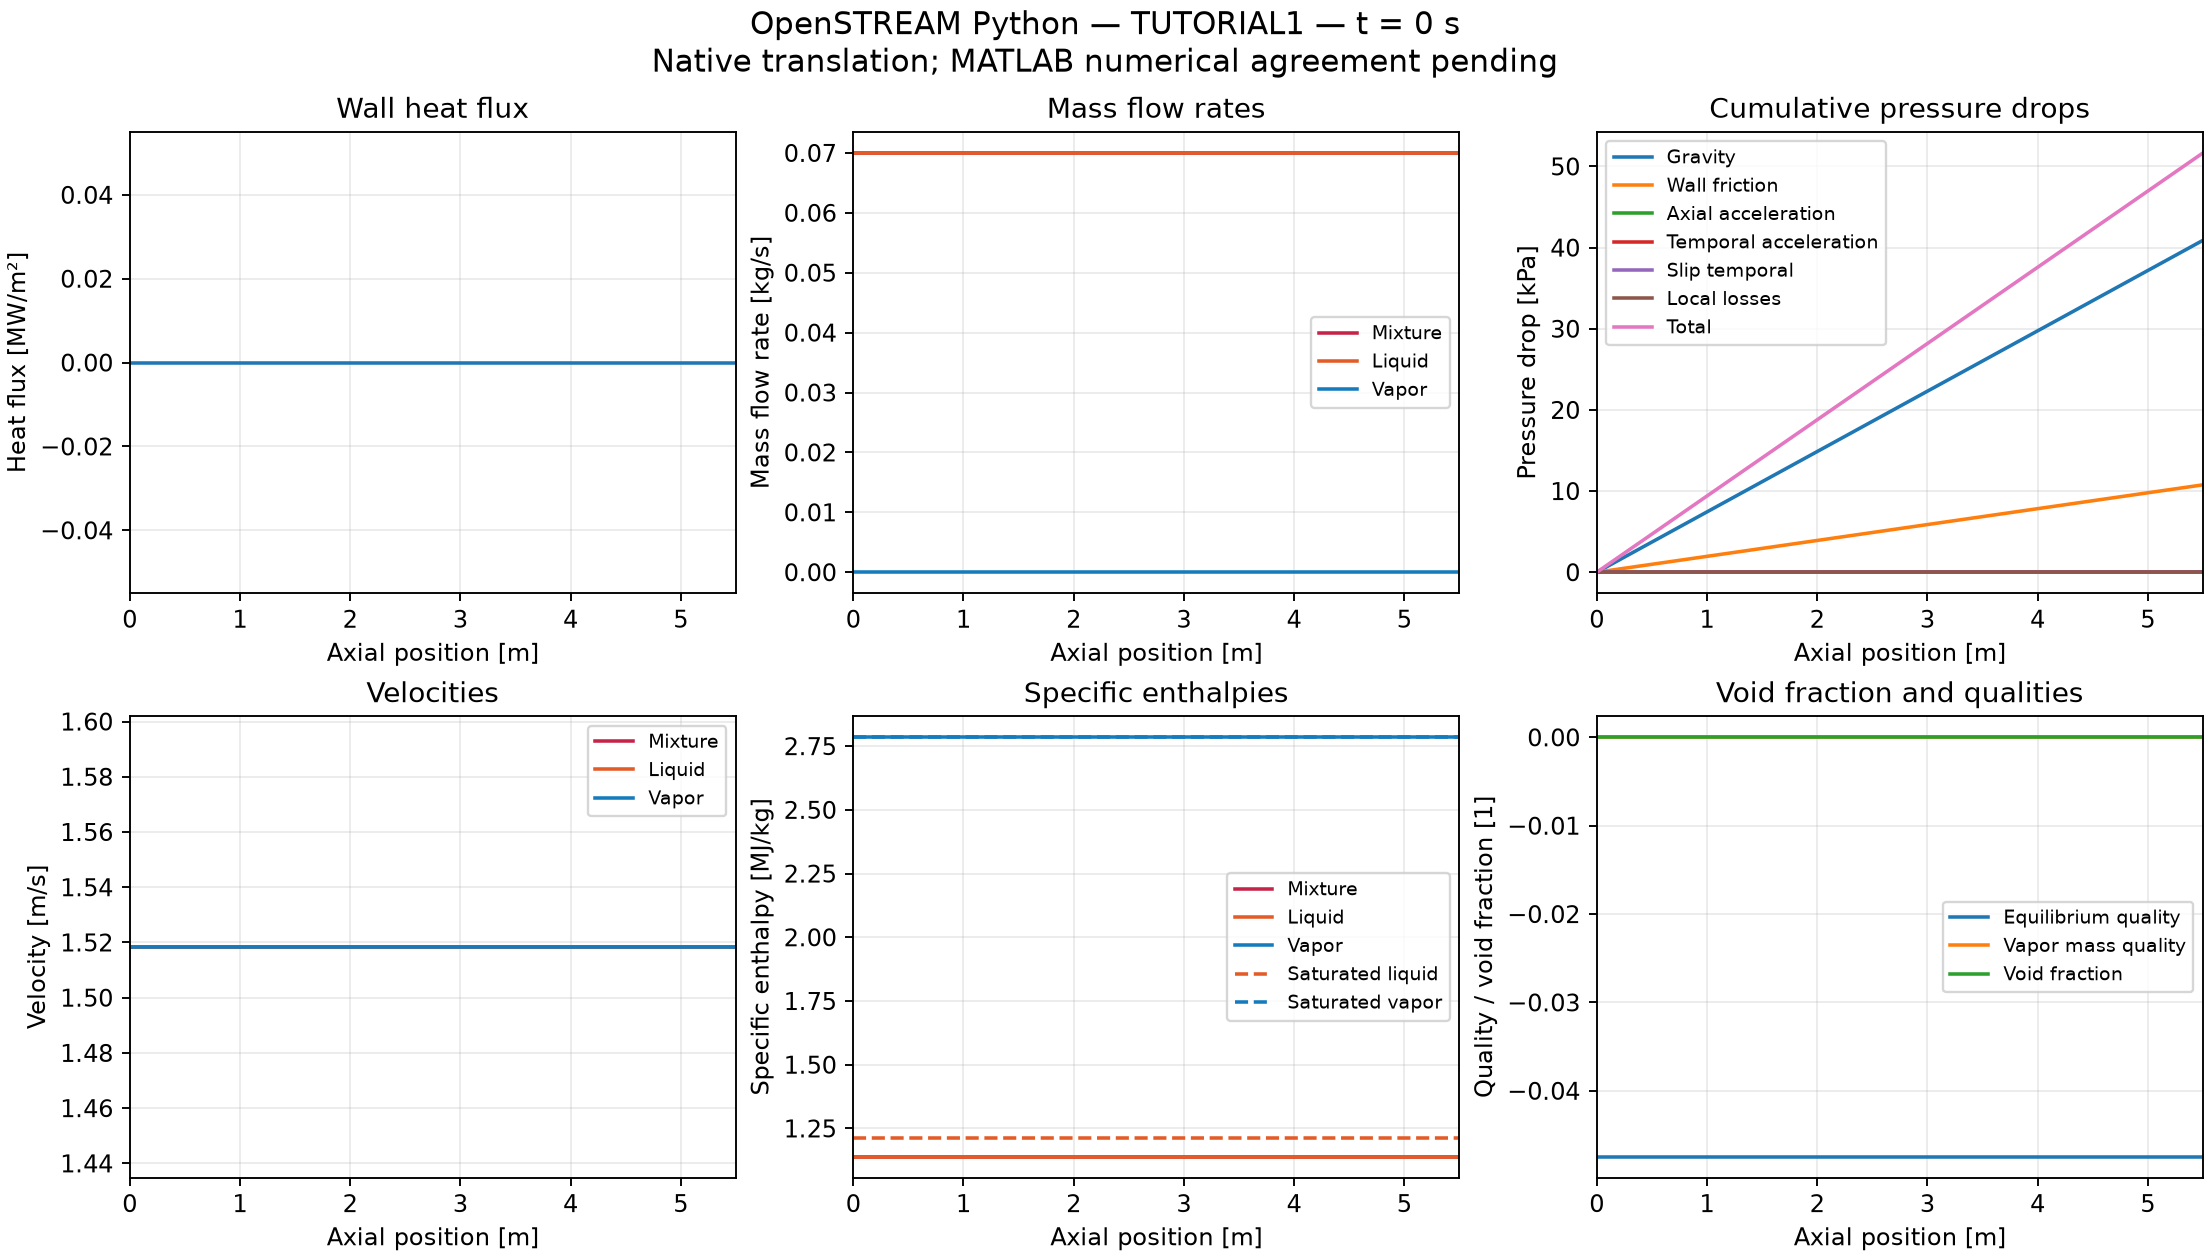 OpenSTREAM Python — TUTORIAL1 — t = 0 s
Native translation; MATLAB numerical agreement pending
Wall heat flux
Heat flux [MW/m²]
0.04
0.02
0.00
−0.02
−0.04
0 1 2 3 4 5
Axial position [m]
Mass flow rates
Mass flow rate [kg/s]
0.07
0.06
0.05
0.04
0.03
0.02
0.01
0.00
Mixture
Liquid
Vapor
0 1 2 3 4 5
Axial position [m]
Cumulative pressure drops
Pressure drop [kPa]
50
40
30
20
10
0
Gravity
Wall friction
Axial acceleration
Temporal acceleration
Slip temporal
Local losses
Total
0 1 2 3 4 5
Axial position [m]
Velocities
Velocity [m/s]
1.60
1.58
1.56
1.54
1.52
1.50
1.48
1.46
1.44
Mixture
Liquid
Vapor
0 1 2 3 4 5
Axial position [m]
Specific enthalpies
Specific enthalpy [MJ/kg]
2.75
2.50
2.25
2.00
1.75
1.50
1.25
Mixture
Liquid
Vapor
Saturated liquid
Saturated vapor
0 1 2 3 4 5
Axial position [m]
Void fraction and qualities
Quality / void fraction [1]
0.00
−0.01
−0.02
−0.03
−0.04
Equilibrium quality
Vapor mass quality
Void fraction
0 1 2 3 4 5
Axial position [m]